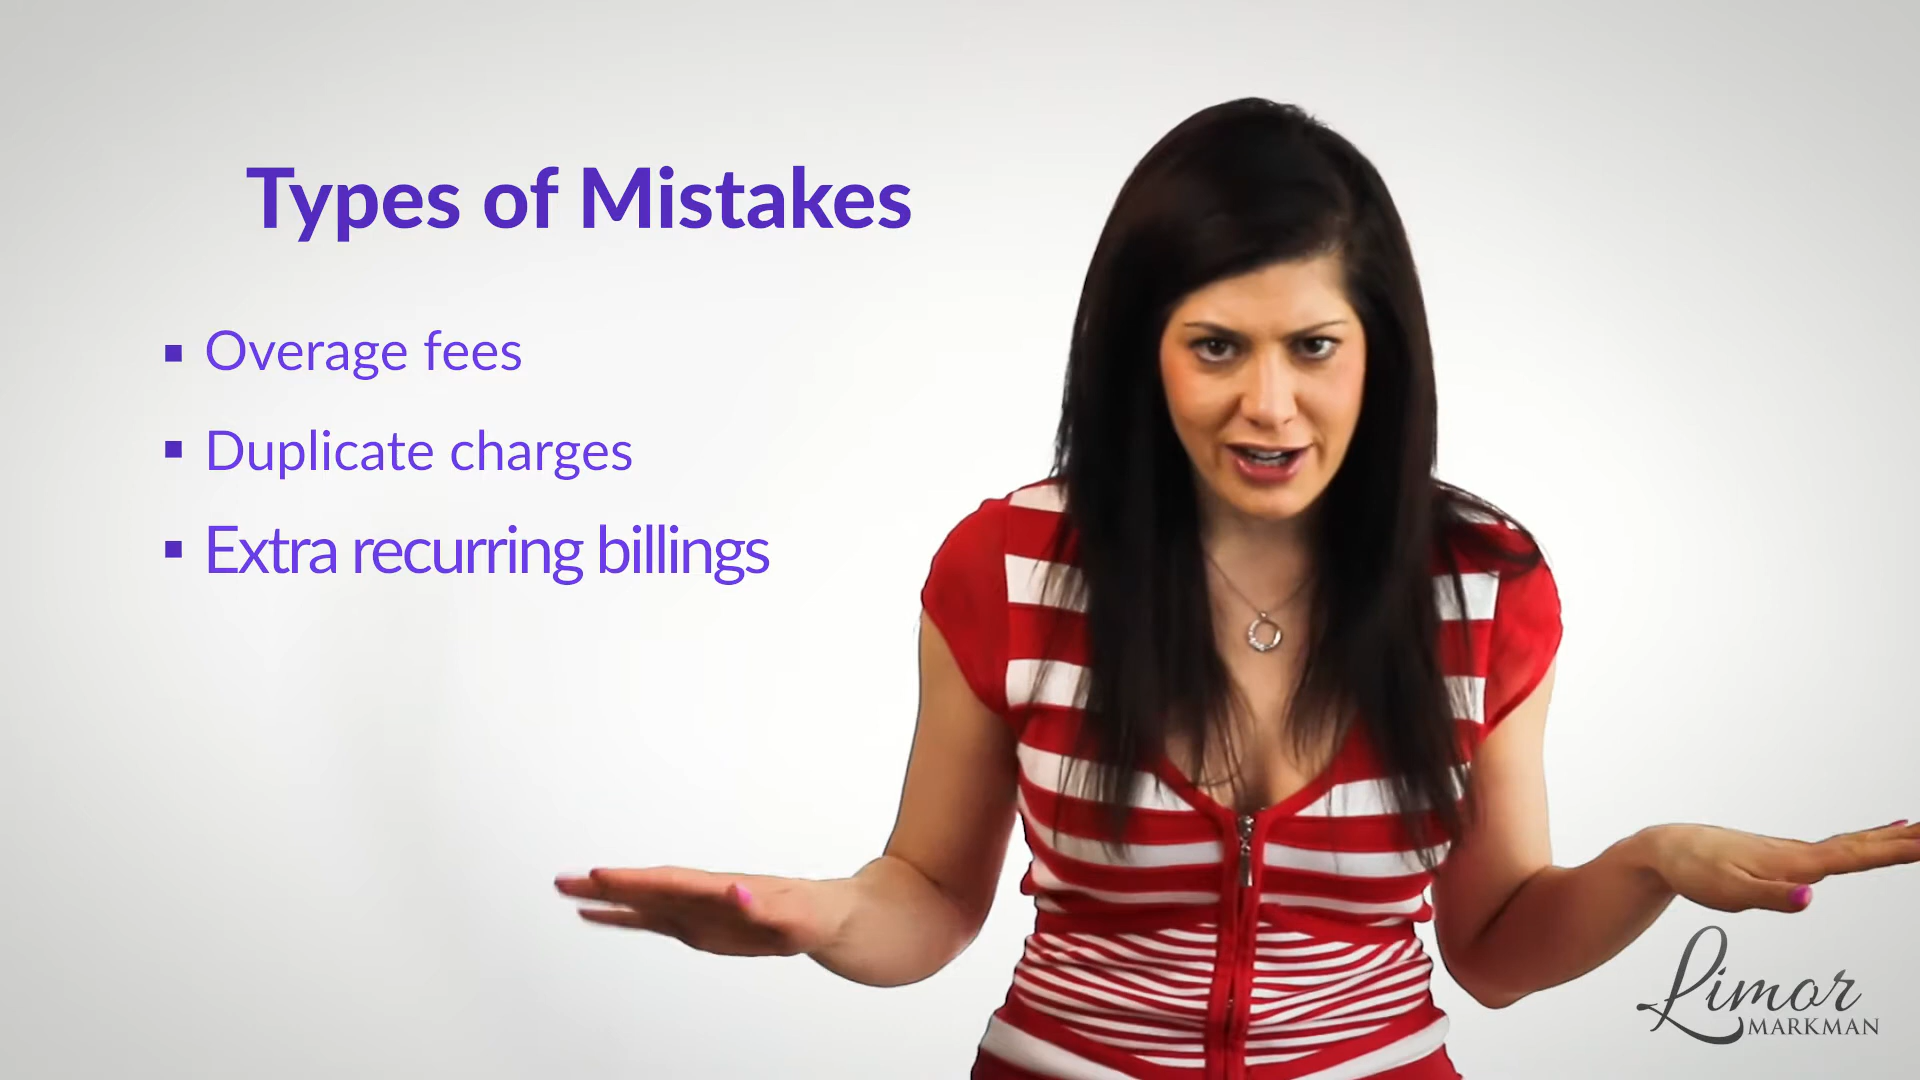 Types of Mistakes
Overage fees
Duplicate charges
Extra recurring billings
Limor
MARKMAN